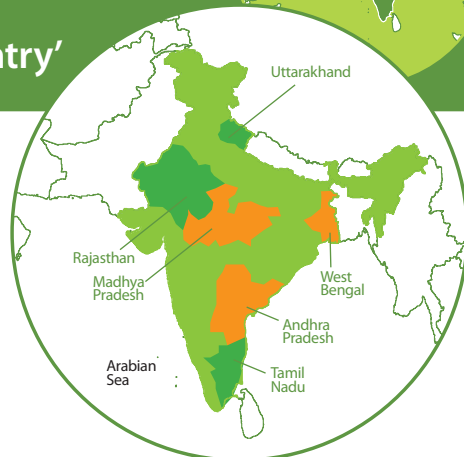 ntry’
Uttarakhand
Rajasthan
Madhya
Pradesh
West
Bengal
Andhra
Pradesh
Arabian
Sea
Tamil
Nadu